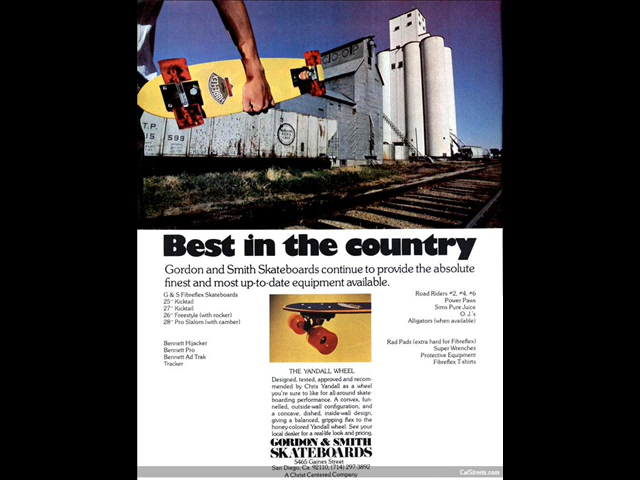 FIBREFLEX
T.P.
15 599
Best in the country
Gordon and Smith Skateboards continue to provide the absolute
finest and most up-to-date equipment available.
G & S Fibreflex Skateboards
25" Kicktail
27" Kicktail
26" Freestyle (with rocker)
28" Pro Slalom (with camber)
Bennett Hijacker
Bennett Pro
Bennett Ad Trak
Tracker
Road Riders #2, #4, #6
Power Paws
Sims Pure Juice
O.J.'s
Alligators (when available)
Rad Pads (extra hard for Fibreflex)
Super Wrenches
Protective Equipment
Fibreflex T-shirts
THE YANDALL WHEEL
Designed, tested, approved and recom-
mended by Chris Yandall as a wheel
you're sure to like for all-around skate-
boarding performance. A convex, fun-
nelled, outside-wall configuration, and
a concave, dished, inside-wall design,
giving a balanced, gripping flex to the
honey-colored Yandall wheel. See your
local dealer for a real-life look and pricing.
GORDON & SMITH
SKATEBOARDS
5465 Gaines Street
San Diego, Ca. 92110, (714) 297-3892
A Christ Centered Company
CalStreets.com